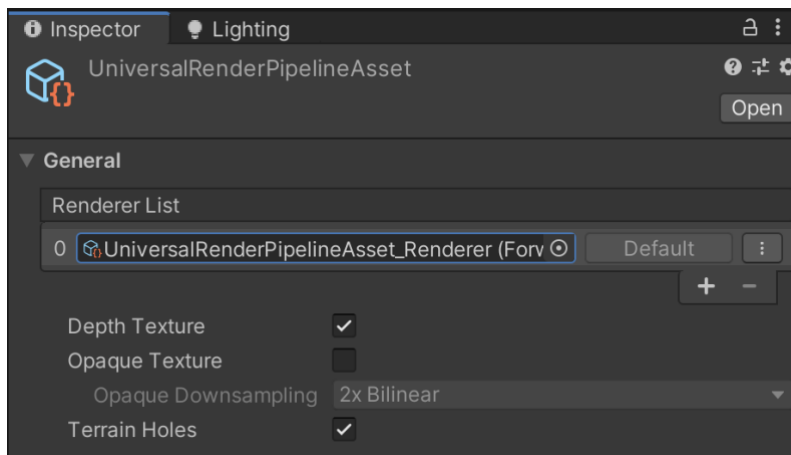 Inspector Lighting
UniversalRenderPipelineAsset
Open
General
Renderer List
0 UniversalRenderPipelineAsset_Renderer (Forv Default
+ −
Depth Texture
Opaque Texture
Opaque Downsampling 2x Bilinear
Terrain Holes